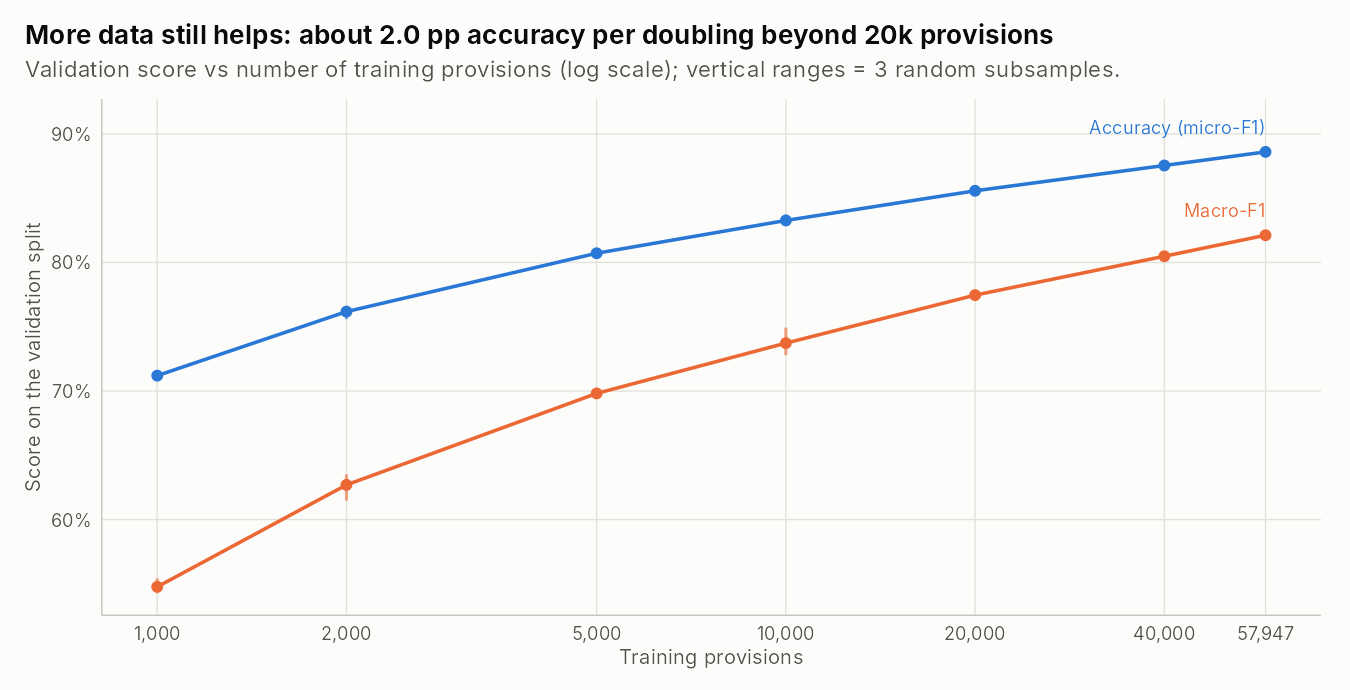 More data still helps: about 2.0 pp accuracy per doubling beyond 20k provisions
Validation score vs number of training provisions (log scale); vertical ranges = 3 random subsamples.
Score on the validation split
90%
80%
70%
60%
Accuracy (micro-F1)
Macro-F1
1,000
2,000
5,000
10,000
20,000
40,000
57,947
Training provisions